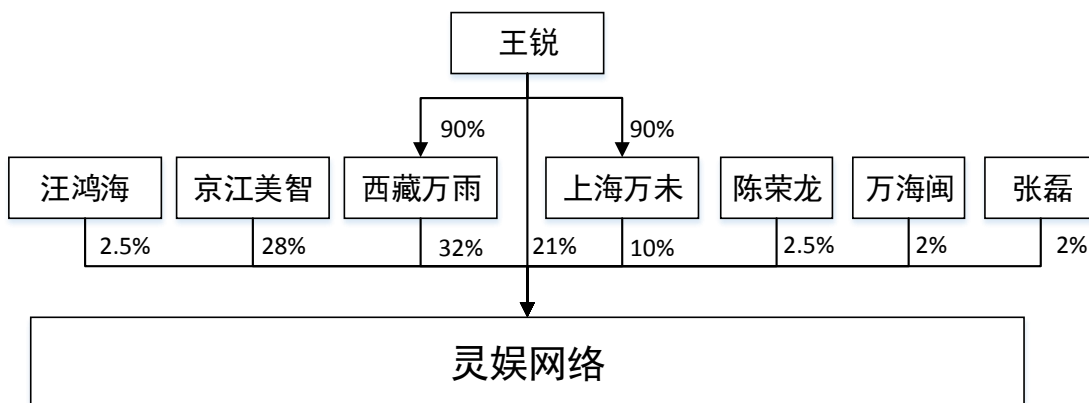 王锐
90% 90%
汪鸿海 京江美智 西藏万雨 上海万未 陈荣龙 万海闽 张磊
2.5% 28% 32% 21% 10% 2.5% 2% 2%
灵娱网络